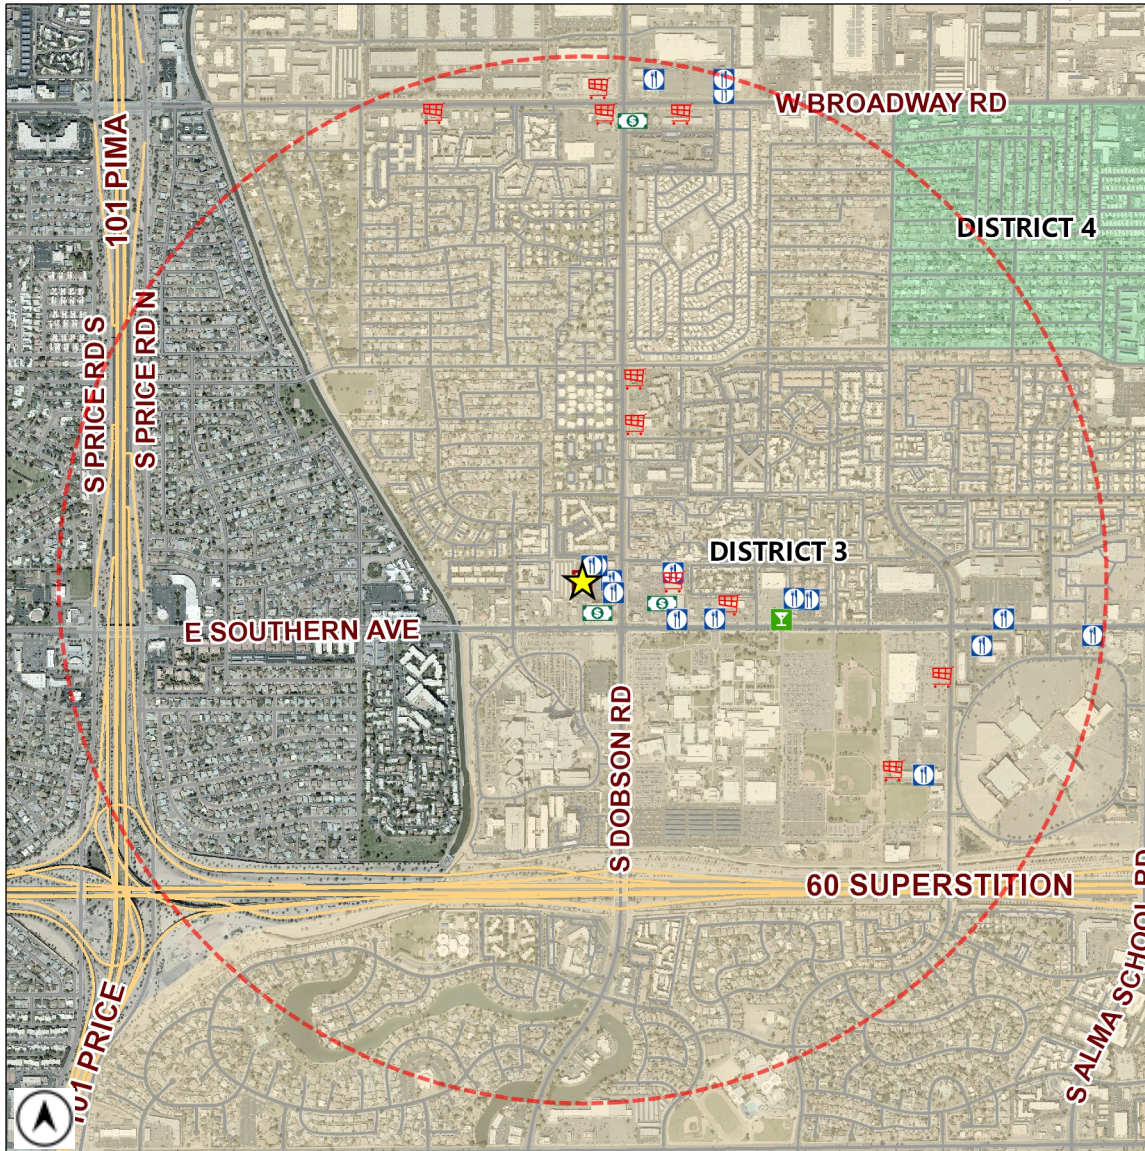 W BROADWAY RD
101 PIMA
DISTRICT 4
S PRICE RD S
S PRICE RD N
DISTRICT 3
E SOUTHERN AVE
S DOBSON RD
60 SUPERSTITION
S ALMA SCHOOL RD
101 PRICE
$
$
$